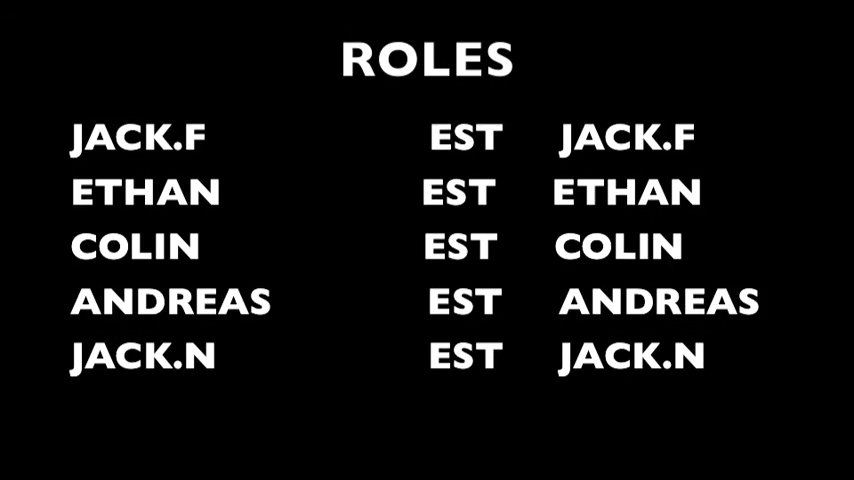 ROLES
JACK.F EST JACK.F
ETHAN EST ETHAN
COLIN EST COLIN
ANDREAS EST ANDREAS
JACK.N EST JACK.N